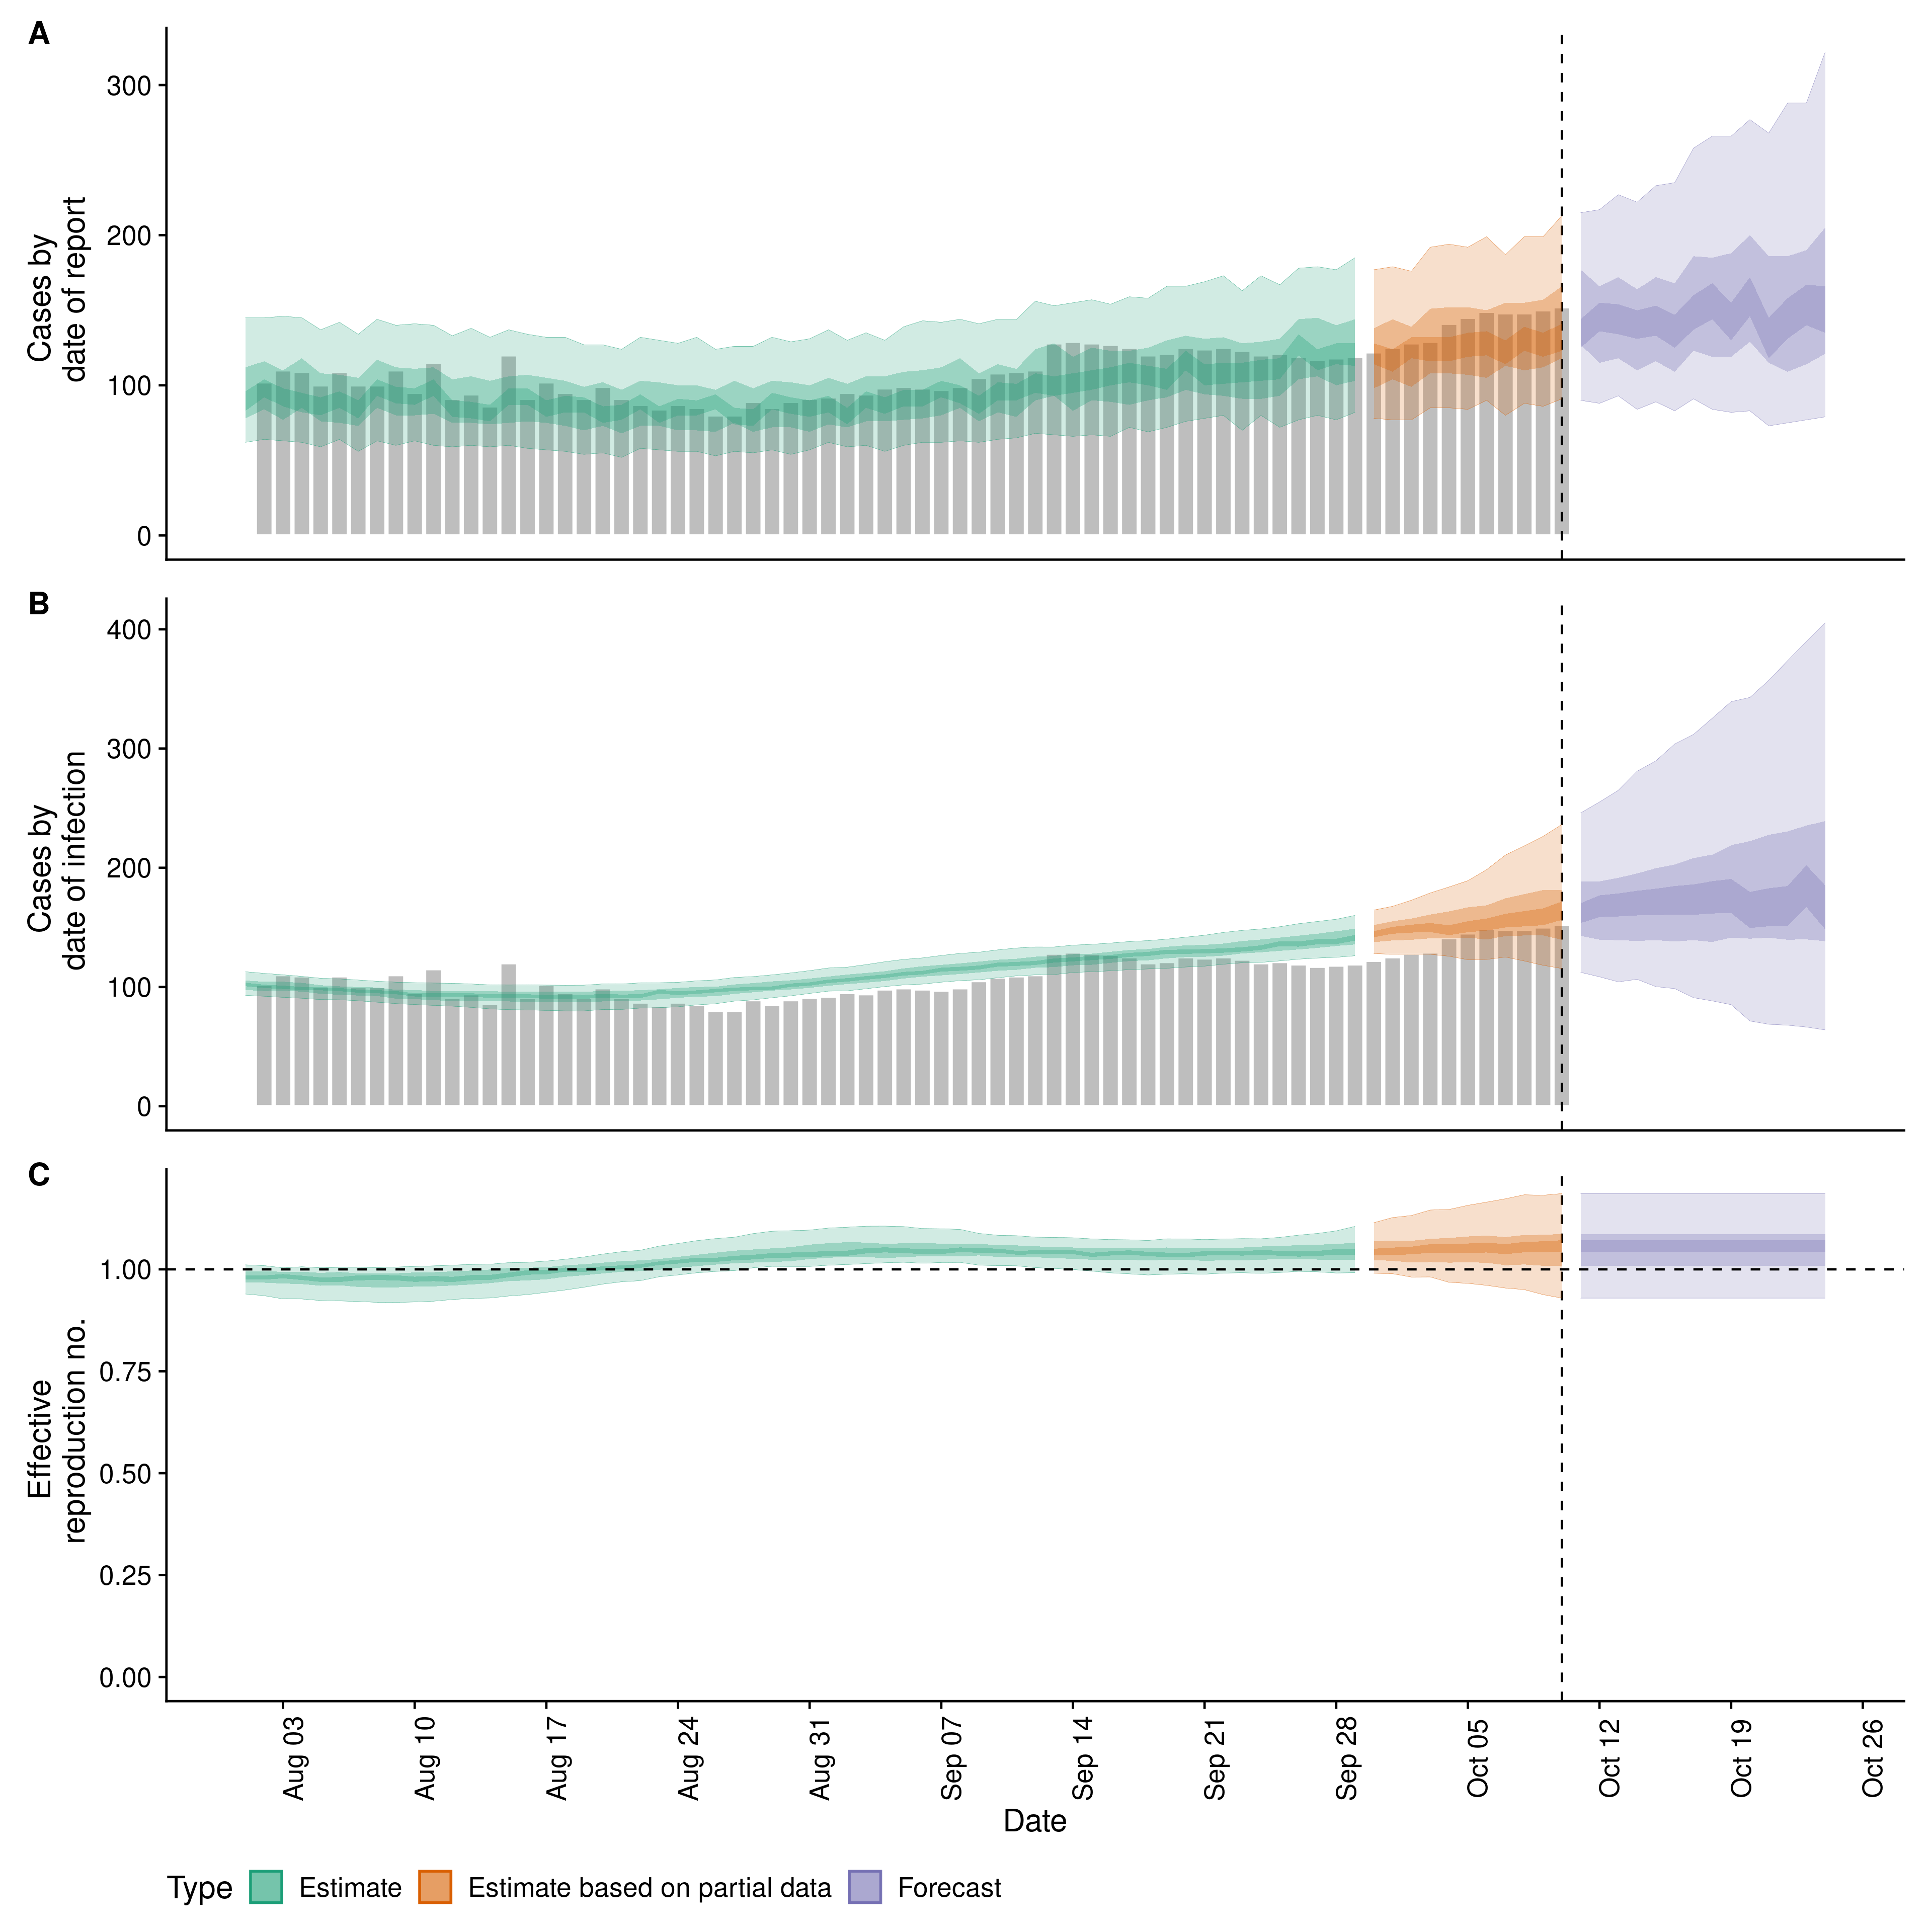 A
Cases by
date of report
300
200
100
0
B
Cases by
date of infection
400
300
200
100
0
C
Effective
reproduction no.
1.00
0.75
0.50
0.25
0.00
Aug 03
Aug 10
Aug 17
Aug 24
Aug 31
Sep 07
Sep 14
Sep 21
Sep 28
Oct 05
Oct 12
Oct 19
Oct 26
Date
Type Estimate Estimate based on partial data Forecast